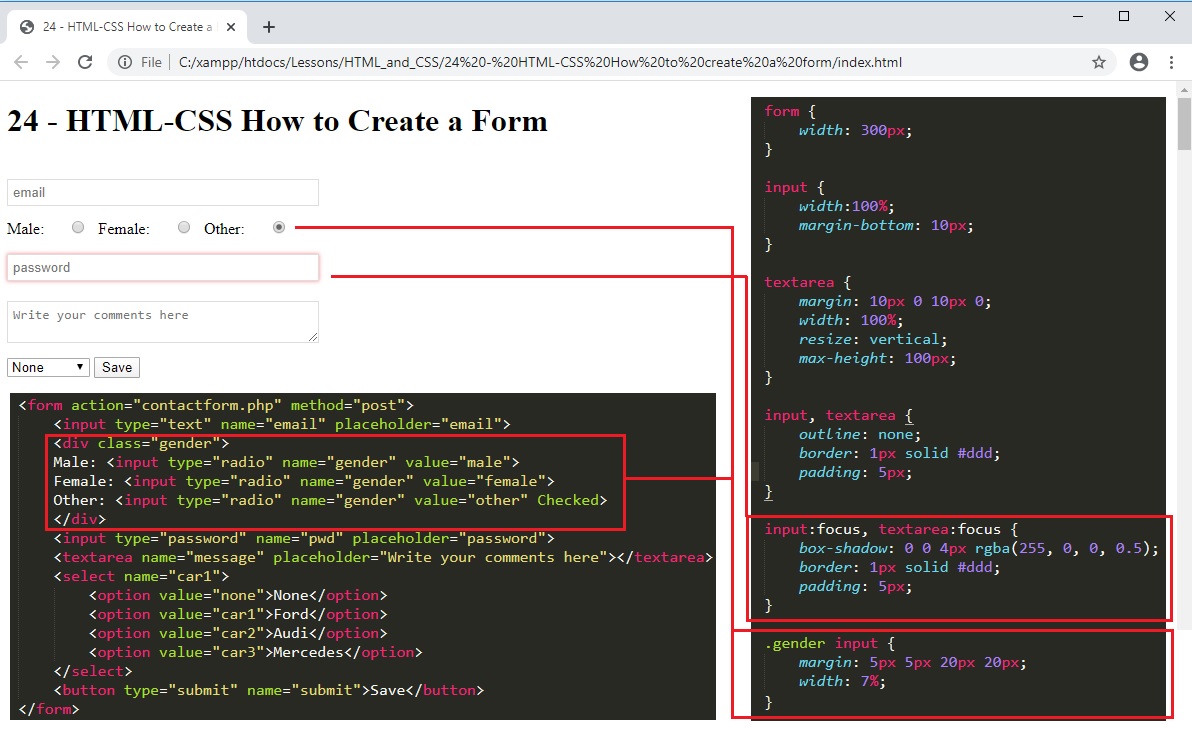 24 - HTML-CSS How to Create a
File
C:/xampp/htdocs/Lessons/HTML_and_CSS/24%20-%20HTML-CSS%20How%20to%20create%20a%20form/index.html
24 - HTML-CSS How to Create a Form
email
Male: Female: Other:
password
Write your comments here
None Save
<form action="contactform.php" method="post">
<input type="text" name="email" placeholder="email">
<div class="gender">
Male: <input type="radio" name="gender" value="male">
Female: <input type="radio" name="gender" value="female">
Other: <input type="radio" name="gender" value="other" Checked>
</div>
<input type="password" name="pwd" placeholder="password">
<textarea name="message" placeholder="Write your comments here"></textarea>
<select name="car1">
<option value="none">None</option>
<option value="car1">Ford</option>
<option value="car2">Audi</option>
<option value="car3">Mercedes</option>
</select>
<button type="submit" name="submit">Save</button>
</form>
form {
width: 300px;
}
input {
width:100%;
margin-bottom: 10px;
}
textarea {
margin: 10px 0 10px 0;
width: 100%;
resize: vertical;
max-height: 100px;
}
input, textarea {
outline: none;
border: 1px solid #ddd;
padding: 5px;
}
input:focus, textarea:focus {
box-shadow: 0 0 4px rgba(255, 0, 0, 0.5);
border: 1px solid #ddd;
padding: 5px;
}
.gender input {
margin: 5px 5px 20px 20px;
width: 7%;
}